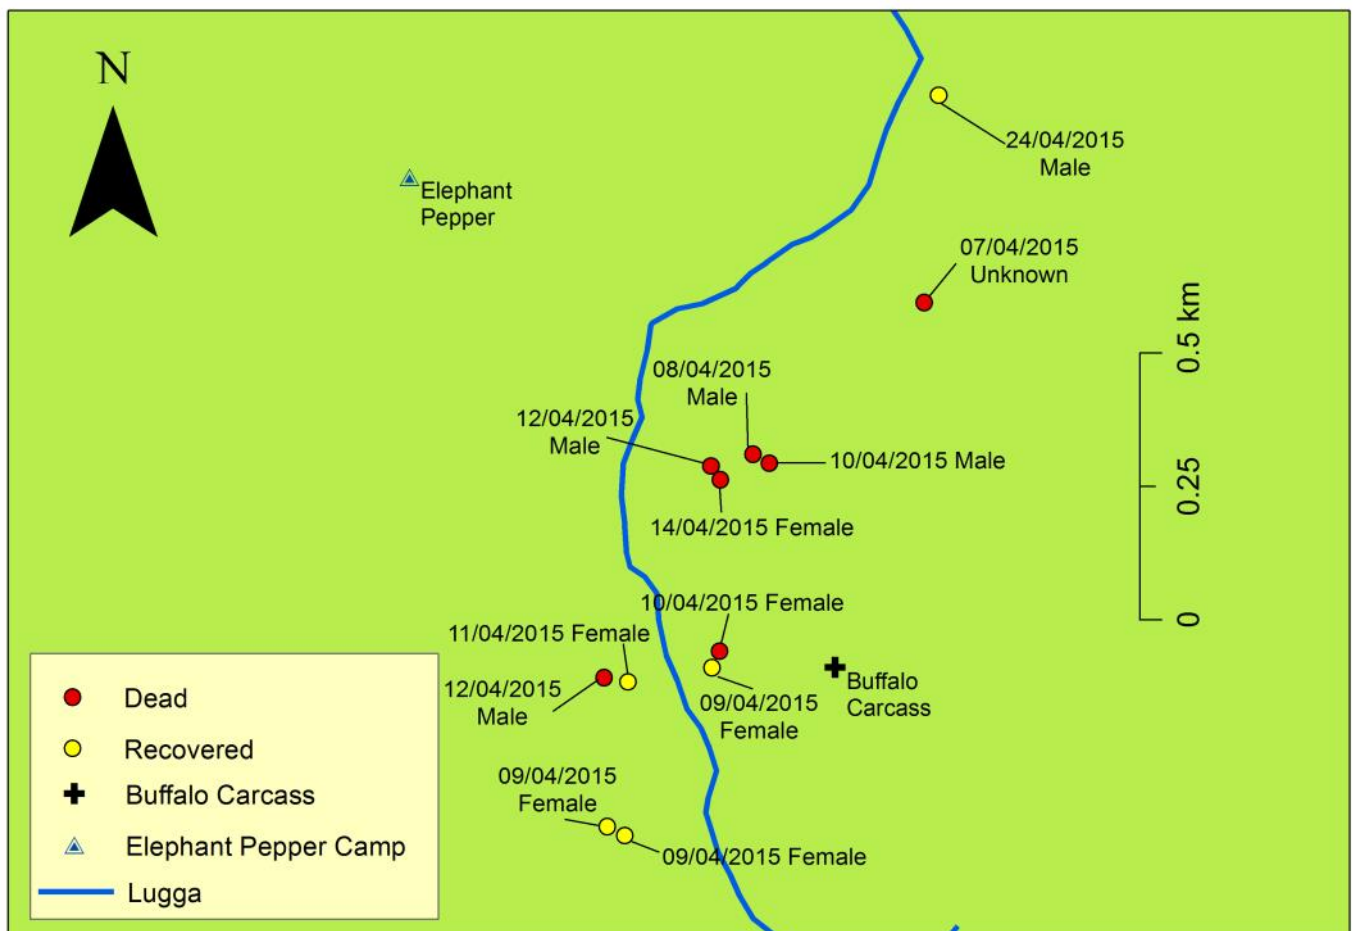 N
24/04/2015
Male
Elephant
Pepper
07/04/2015
Unknown
0.5 km
08/04/2015
Male
12/04/2015
Male
10/04/2015 Male
0.25
14/04/2015 Female
10/04/2015 Female
0
11/04/2015 Female
12/04/2015
Male
09/04/2015
Female
Buffalo
Carcass
09/04/2015
Female
09/04/2015 Female
Dead
Recovered
Buffalo Carcass
Elephant Pepper Camp
Lugga